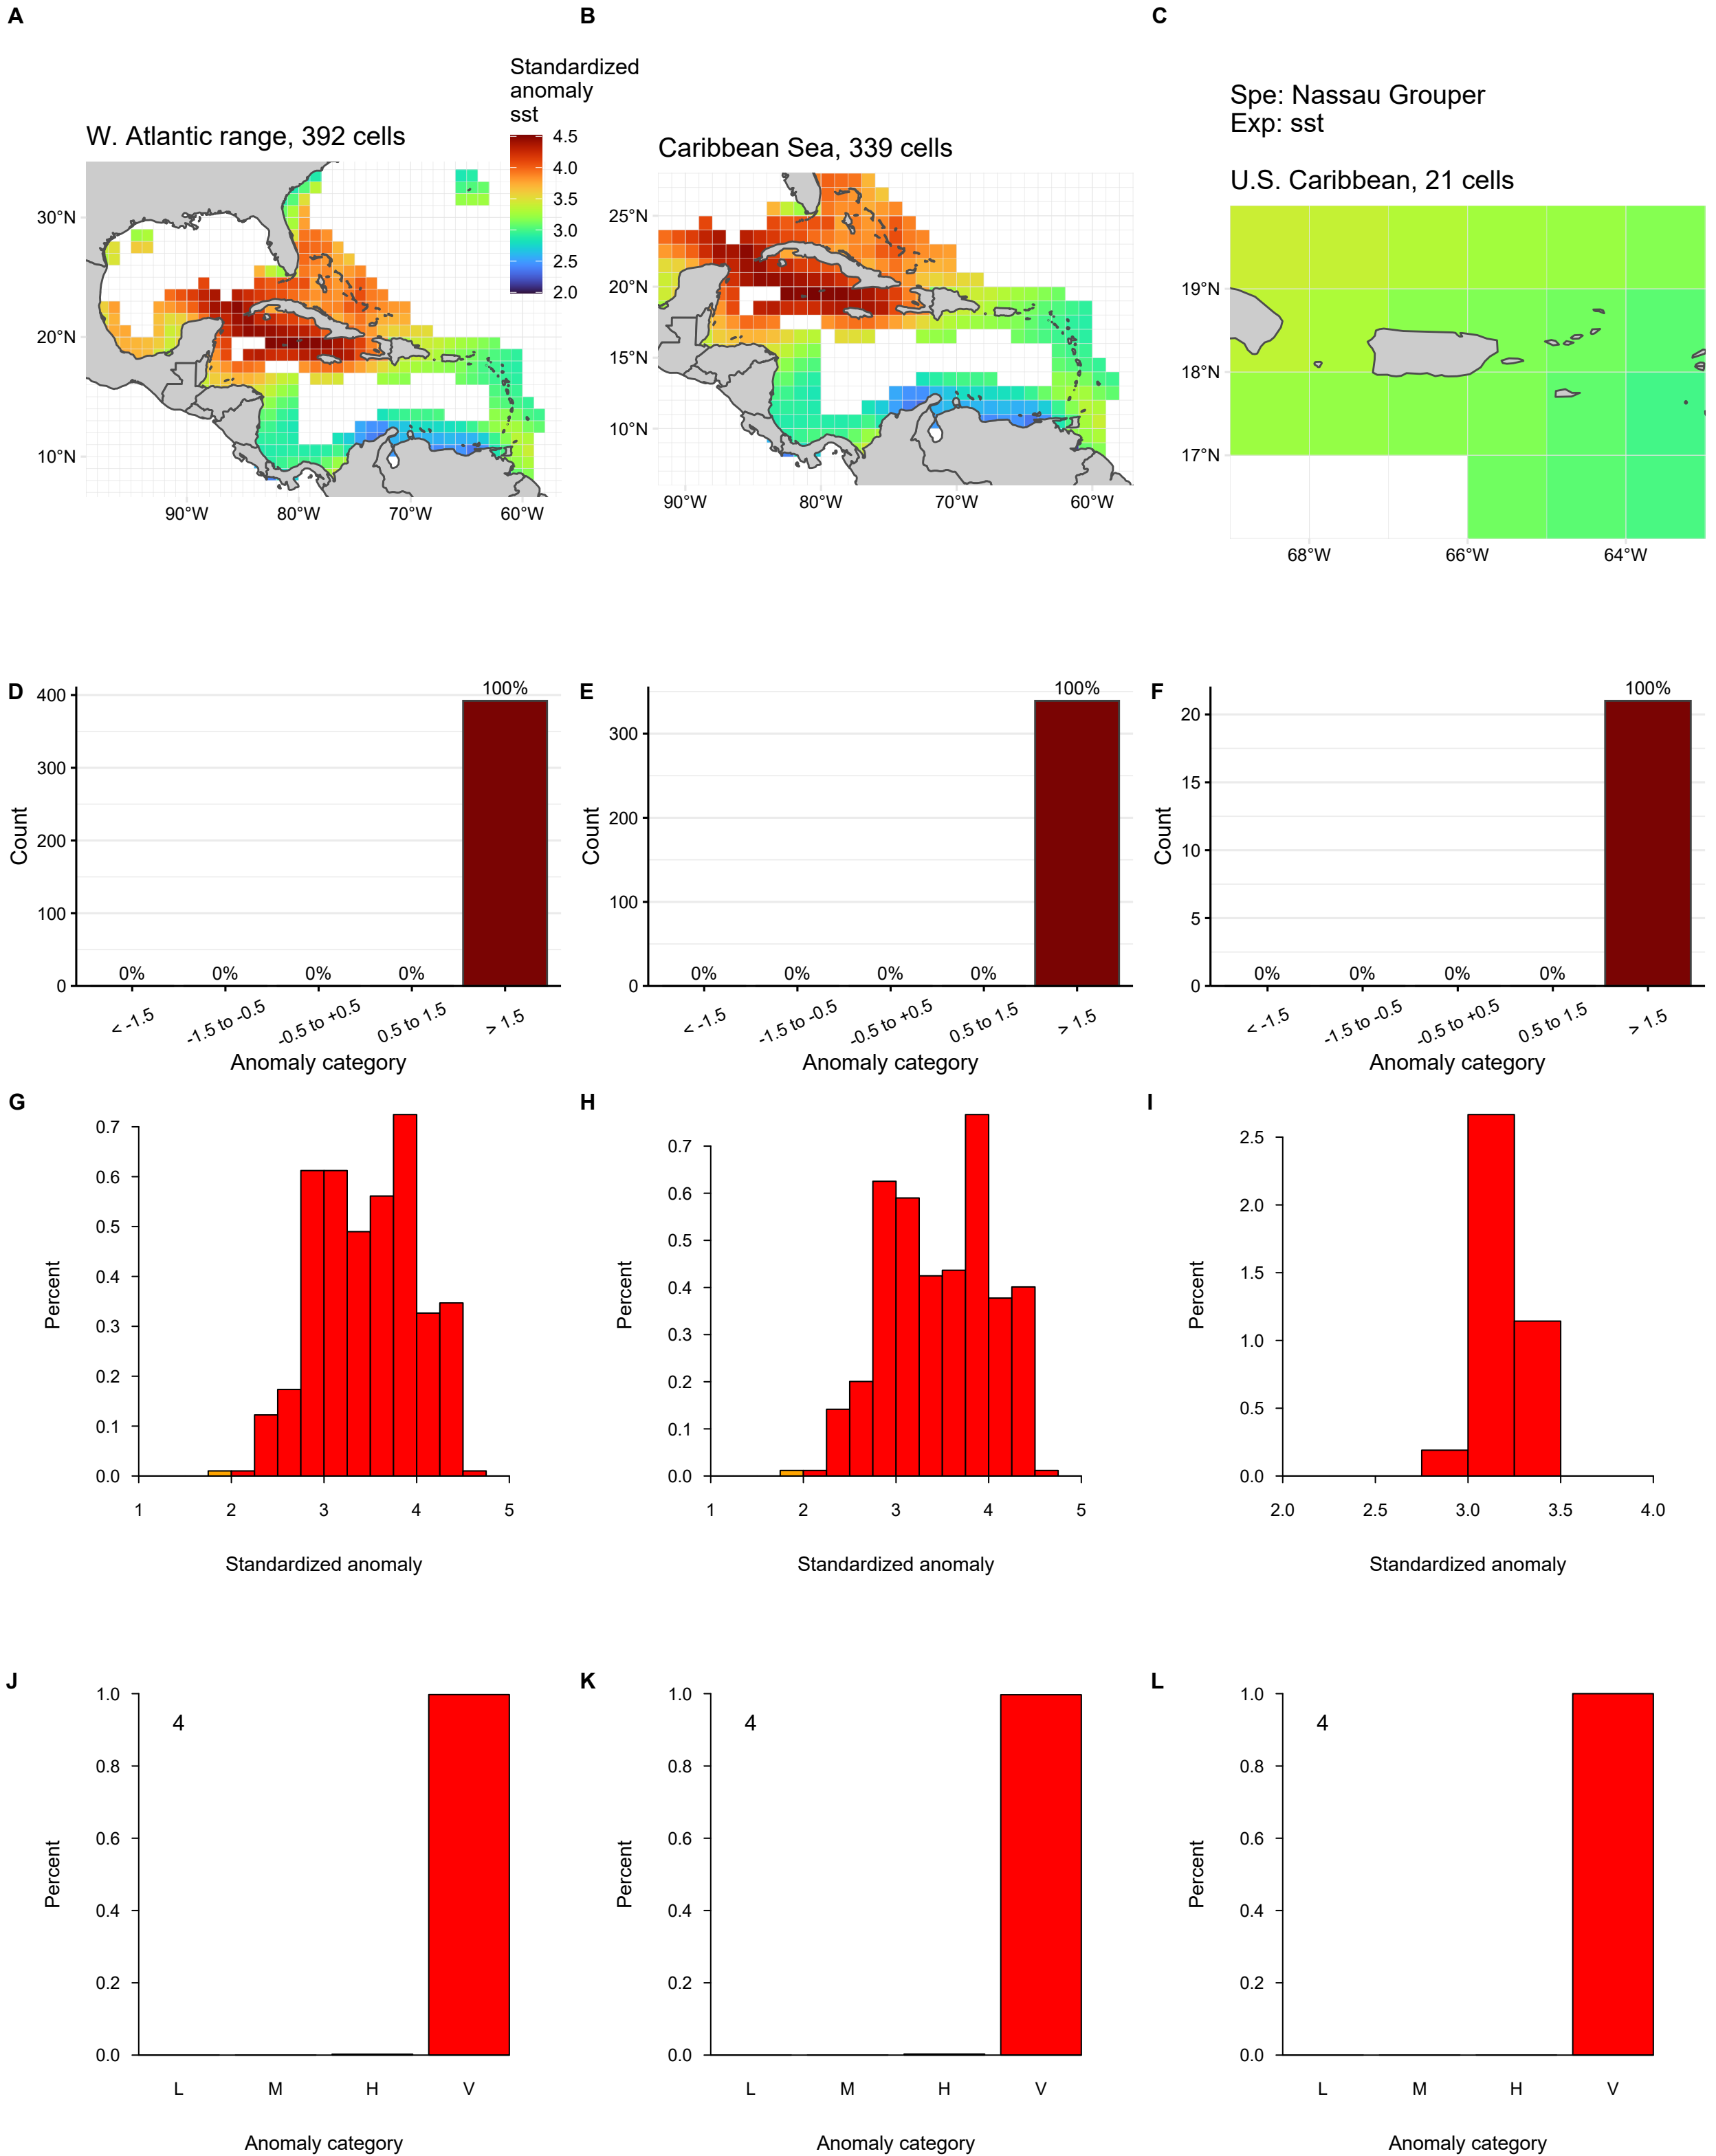 A
B
C
Standardized
anomaly
sst
4.5
4.0
3.5
3.0
2.5
2.0
W. Atlantic range, 392 cells
30°N
20°N
10°N
90°W 80°W 70°W 60°W
Caribbean Sea, 339 cells
25°N
20°N
15°N
10°N
90°W 80°W 70°W 60°W
Spe: Nassau Grouper
Exp: sst
U.S. Caribbean, 21 cells
19°N
18°N
17°N
68°W 66°W 64°W
D
400
300
200
100
0
Count
0% 0% 0% 0% 100%
< -1.5 -1.5 to -0.5 -0.5 to +0.5 0.5 to 1.5 > 1.5
Anomaly category
E
300
200
100
0
Count
0% 0% 0% 0% 100%
< -1.5 -1.5 to -0.5 -0.5 to +0.5 0.5 to 1.5 > 1.5
Anomaly category
F
20
15
10
5
0
Count
0% 0% 0% 0% 100%
< -1.5 -1.5 to -0.5 -0.5 to +0.5 0.5 to 1.5 > 1.5
Anomaly category
G
0.7
0.6
0.5
0.4
0.3
0.2
0.1
0.0
Percent
1 2 3 4 5
Standardized anomaly
H
0.7
0.6
0.5
0.4
0.3
0.2
0.1
0.0
Percent
1 2 3 4 5
Standardized anomaly
I
2.5
2.0
1.5
1.0
0.5
0.0
Percent
2.0 2.5 3.0 3.5 4.0
Standardized anomaly
J
4
1.0
0.8
0.6
0.4
0.2
0.0
Percent
L M H V
Anomaly category
K
4
1.0
0.8
0.6
0.4
0.2
0.0
Percent
L M H V
Anomaly category
L
4
1.0
0.8
0.6
0.4
0.2
0.0
Percent
L M H V
Anomaly category